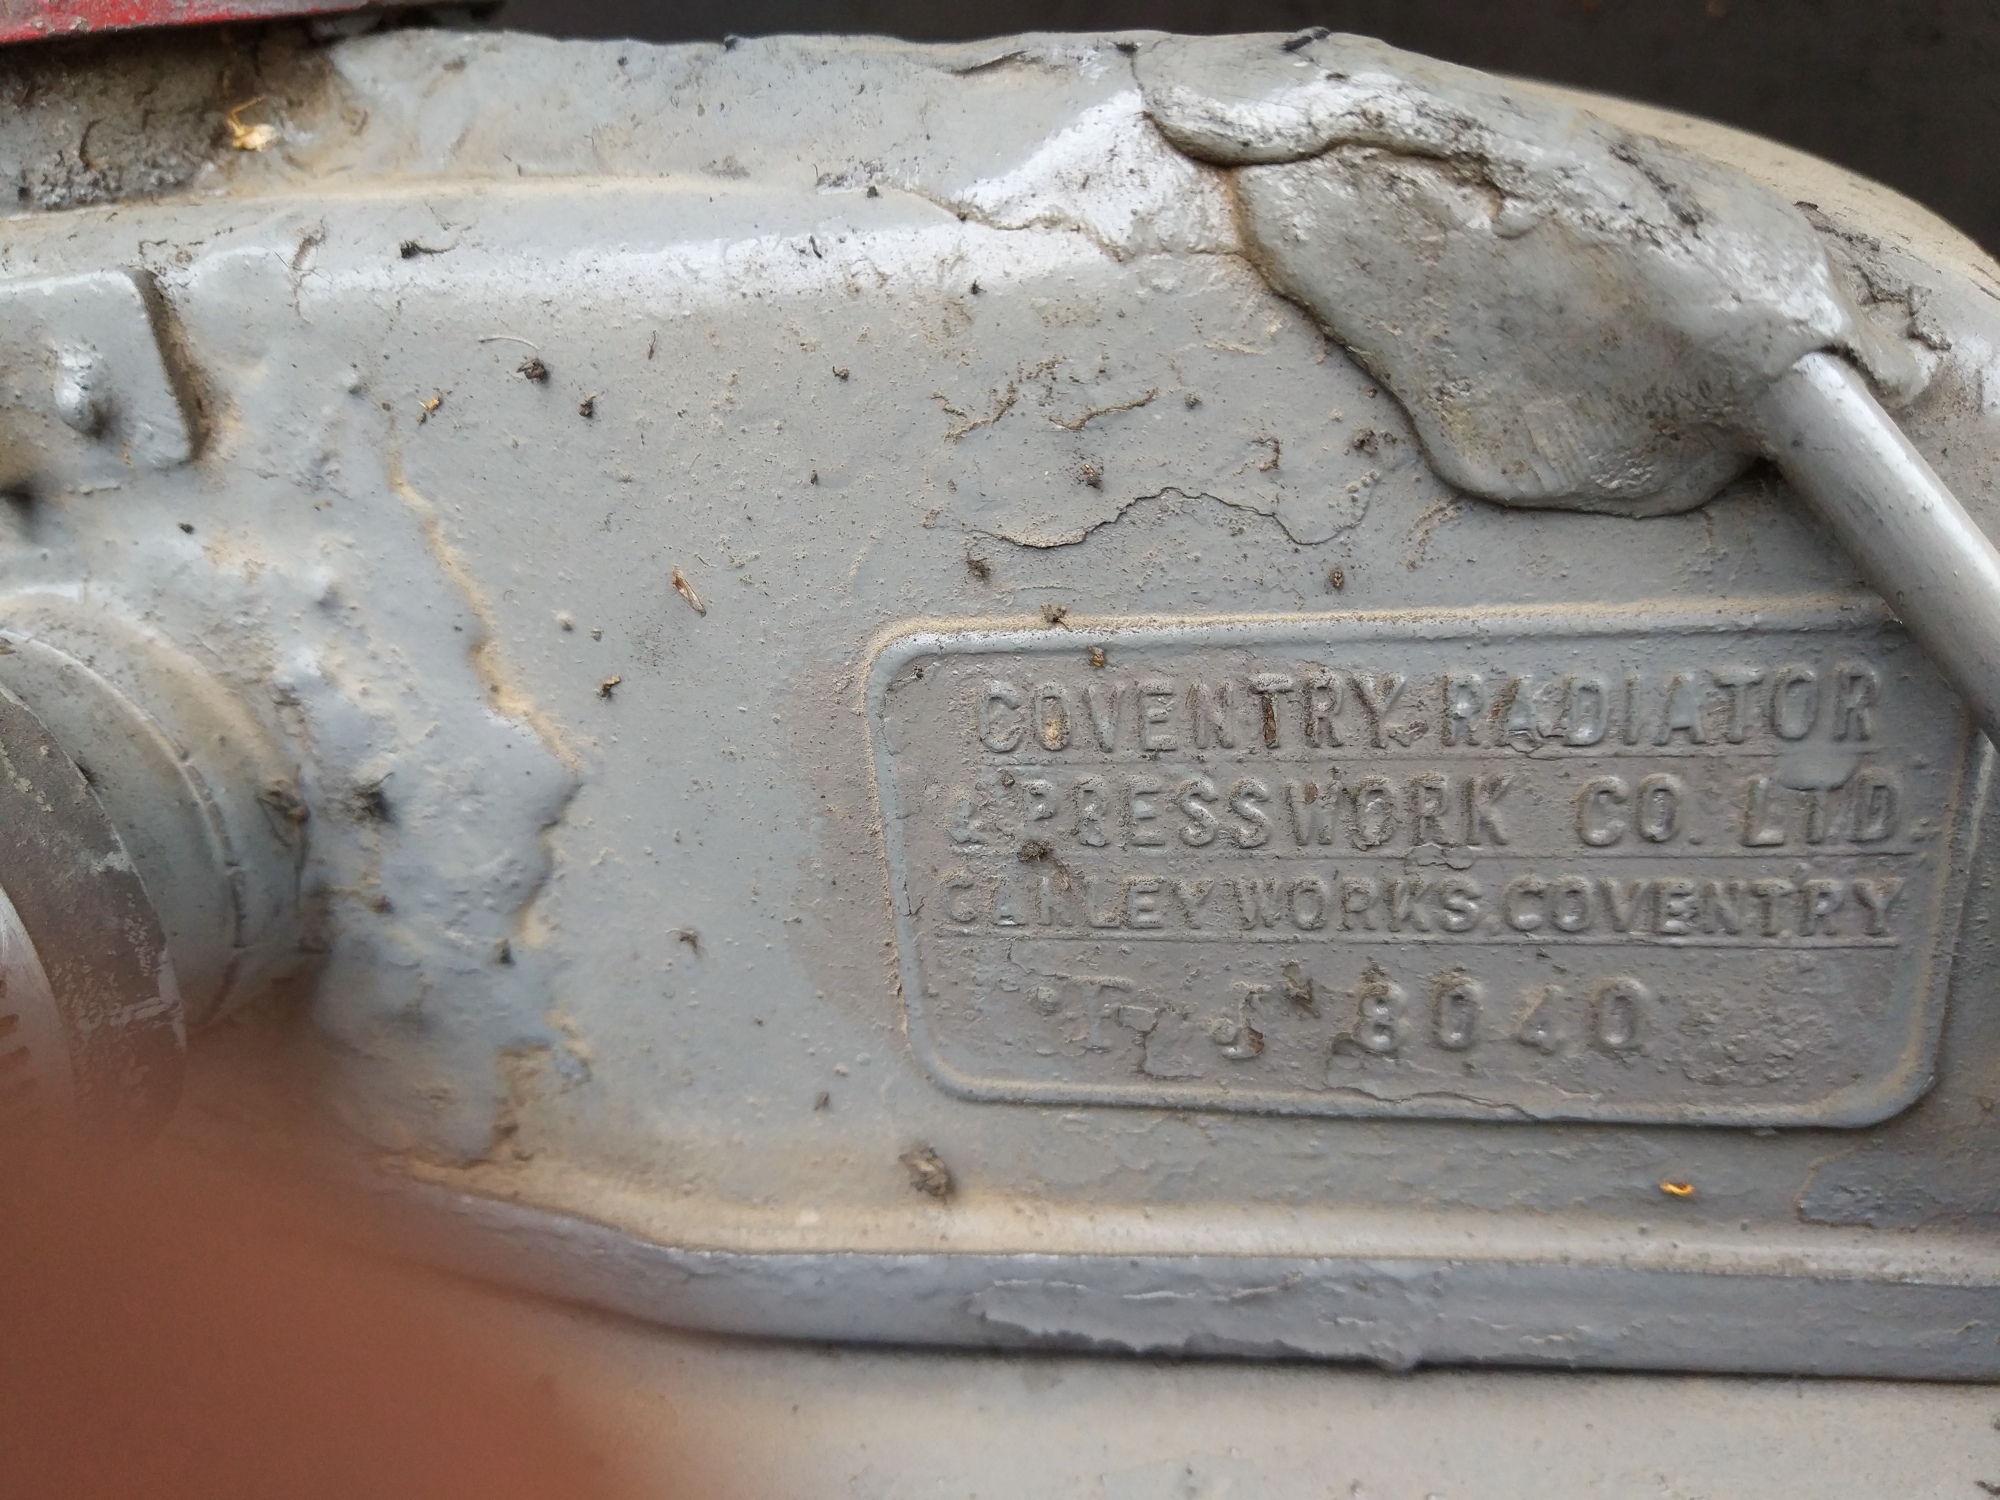 COVENTRY RADIATOR
& PRESSWORK CO. LTD.
CANLEY WORKS, COVENTRY
8040